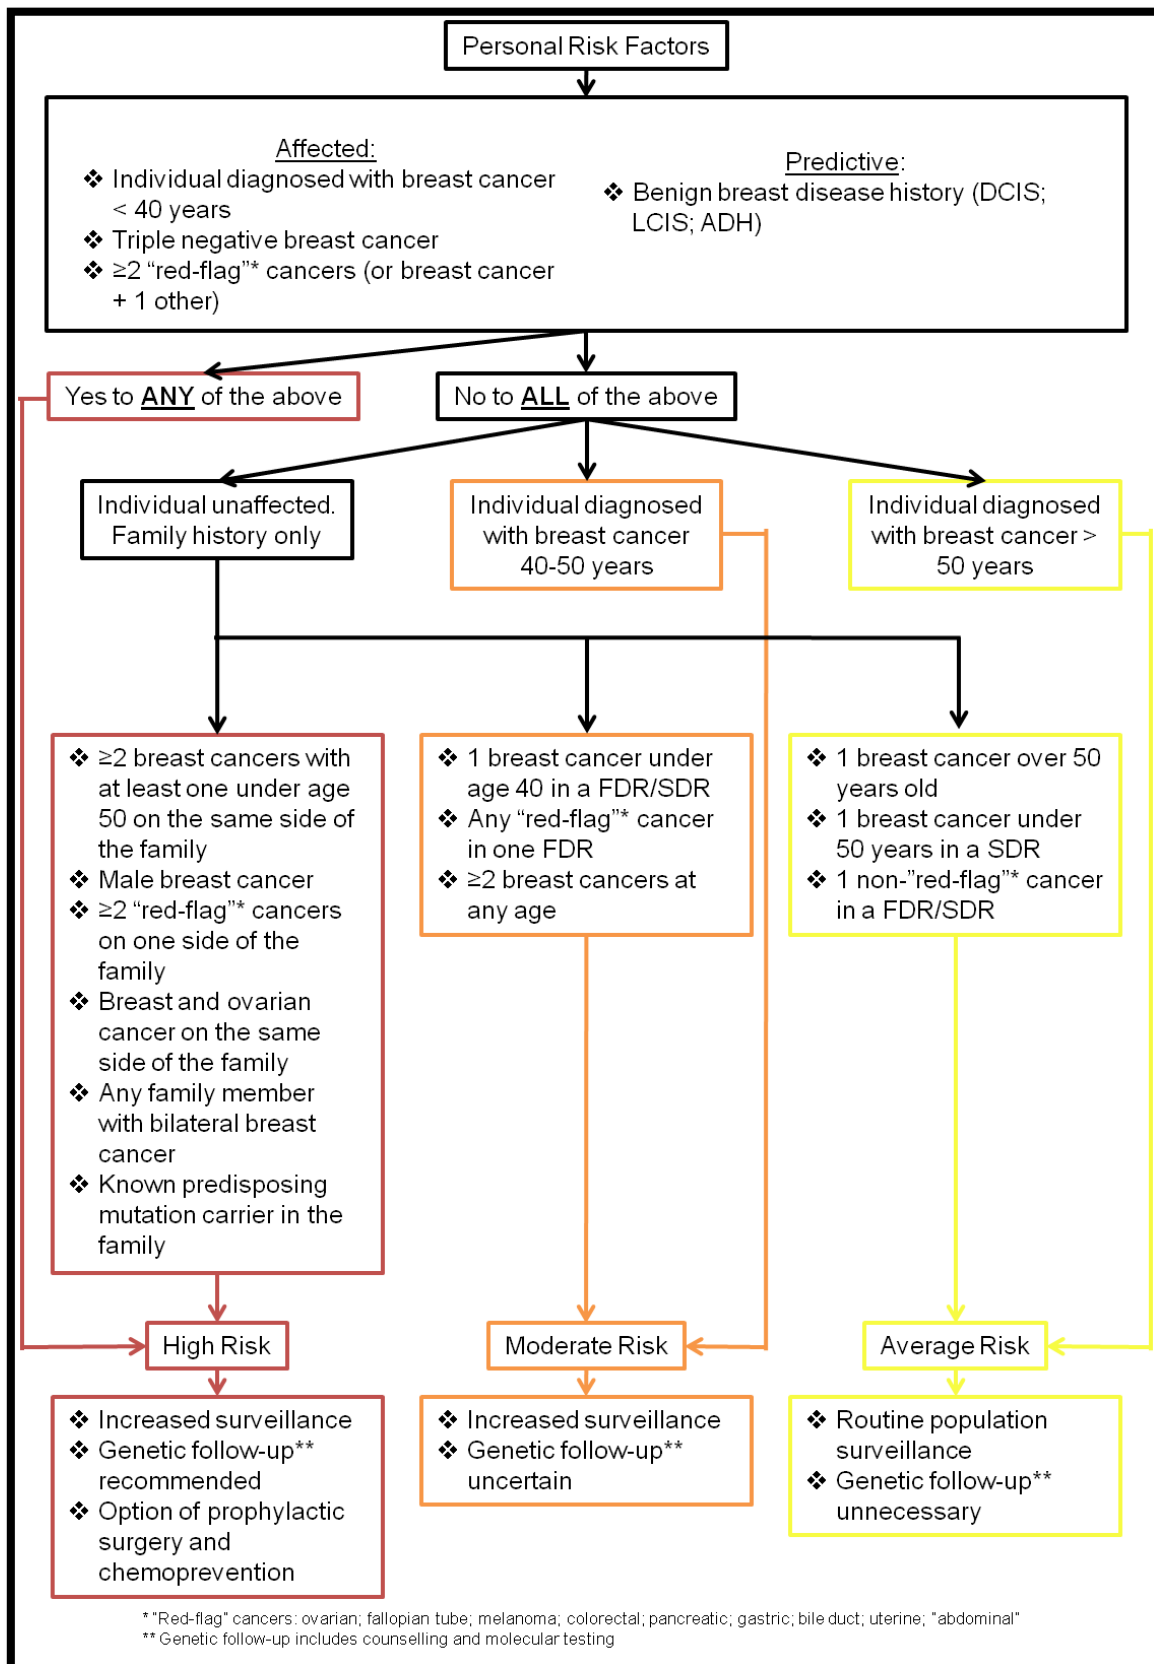 Personal Risk Factors
Affected:
❖ Individual diagnosed with breast cancer
< 40 years
❖ Triple negative breast cancer
❖ ≥2 “red-flag”* cancers (or breast cancer
+ 1 other)
Predictive:
❖ Benign breast disease history (DCIS;
LCIS; ADH)
Yes to ANY of the above
No to ALL of the above
Individual unaffected.
Family history only
Individual diagnosed
with breast cancer
40-50 years
Individual diagnosed
with breast cancer >
50 years
❖ ≥2 breast cancers with
at least one under age
50 on the same side of
the family
❖ Male breast cancer
❖ ≥2 “red-flag”* cancers
on one side of the
family
❖ Breast and ovarian
cancer on the same
side of the family
❖ Any family member
with bilateral breast
cancer
❖ Known predisposing
mutation carrier in the
family
❖ 1 breast cancer under
age 40 in a FDR/SDR
❖ Any “red-flag”* cancer
in one FDR
❖ ≥2 breast cancers at
any age
❖ 1 breast cancer over 50
years old
❖ 1 breast cancer under
50 years in a SDR
❖ 1 non-”red-flag”* cancer
in a FDR/SDR
High Risk
Moderate Risk
Average Risk
❖ Increased surveillance
❖ Genetic follow-up**
recommended
❖ Option of prophylactic
surgery and
chemoprevention
❖ Increased surveillance
❖ Genetic follow-up**
uncertain
❖ Routine population
surveillance
❖ Genetic follow-up**
unnecessary
* "Red-flag" cancers: ovarian; fallopian tube; melanoma; colorectal; pancreatic; gastric; bile duct; uterine; "abdominal"
** Genetic follow-up includes counselling and molecular testing